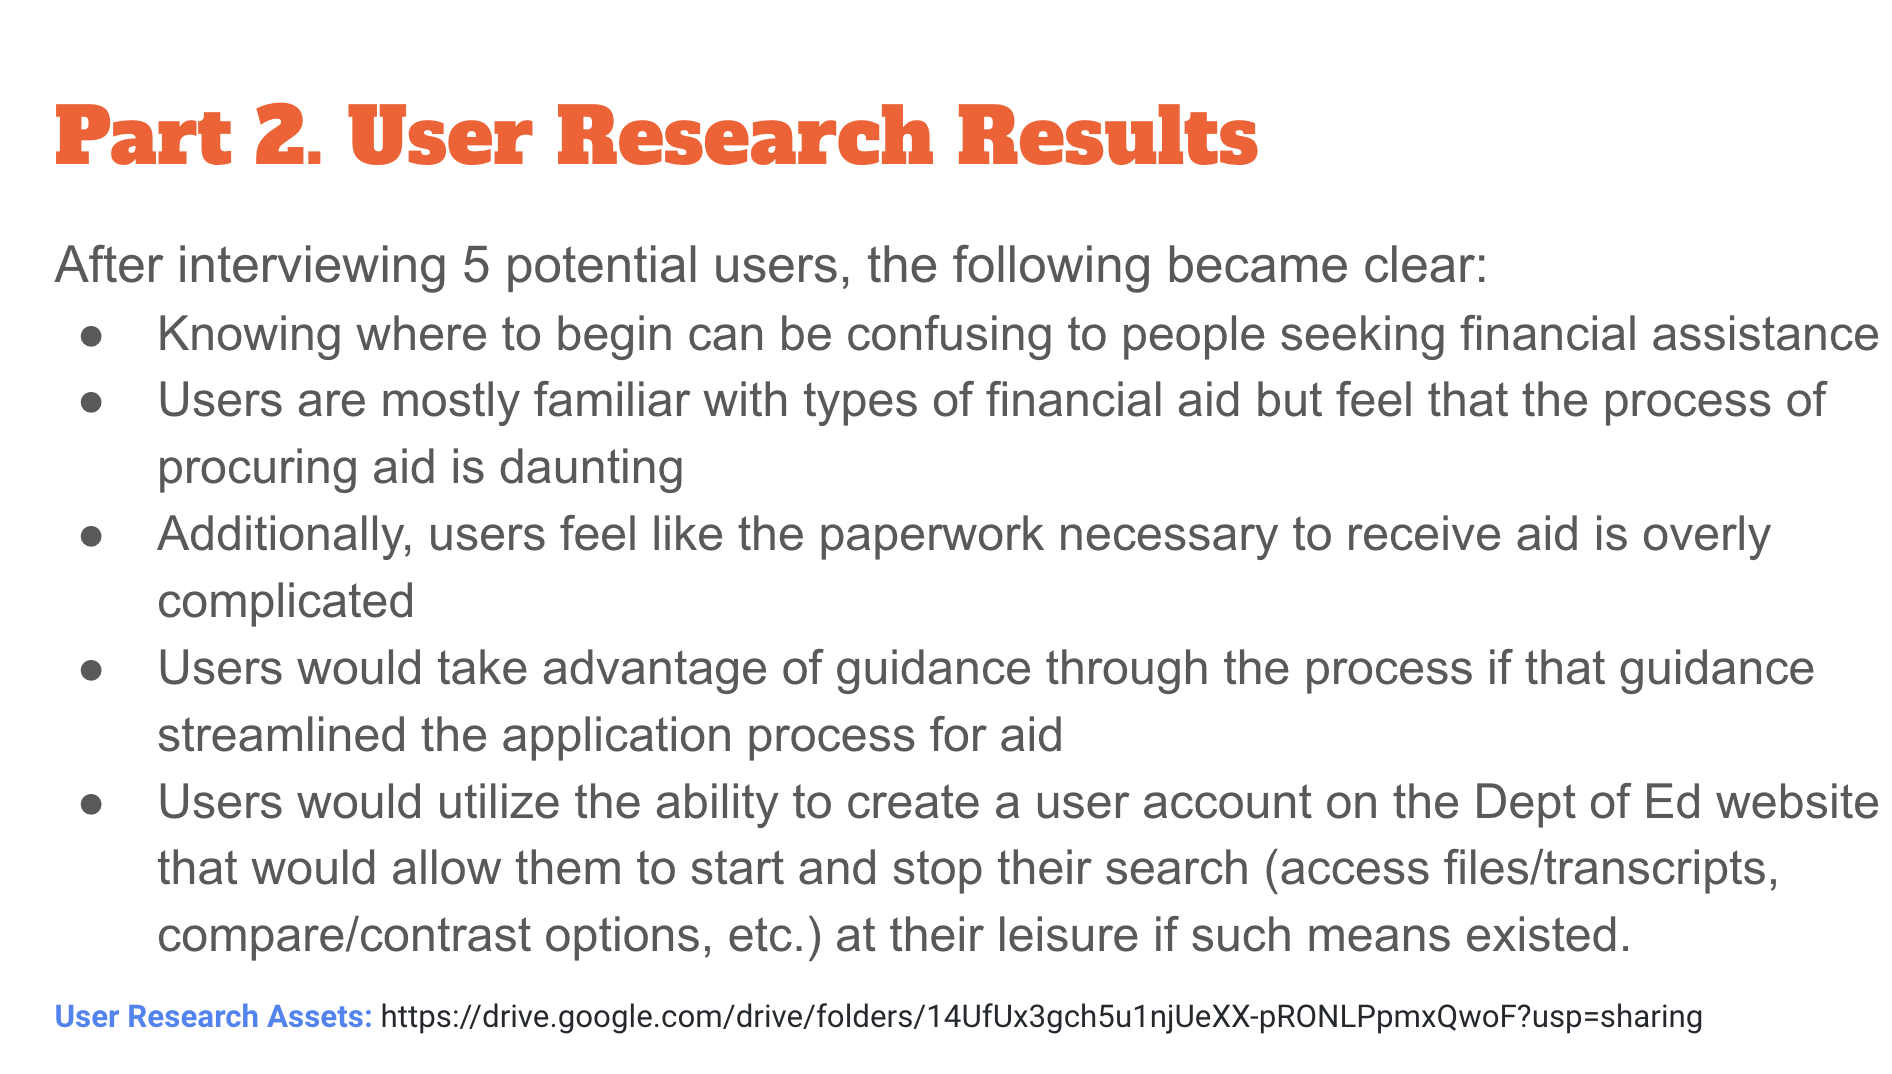 Part 2. User Research Results
After interviewing 5 potential users, the following became clear:
● Knowing where to begin can be confusing to people seeking financial assistance
● Users are mostly familiar with types of financial aid but feel that the process of
procuring aid is daunting
● Additionally, users feel like the paperwork necessary to receive aid is overly
complicated
● Users would take advantage of guidance through the process if that guidance
streamlined the application process for aid
● Users would utilize the ability to create a user account on the Dept of Ed website
that would allow them to start and stop their search (access files/transcripts,
compare/contrast options, etc.) at their leisure if such means existed.
User Research Assets: https://drive.google.com/drive/folders/14UfUx3gch5u1njUeXX-pRONLPpmxQwoF?usp=sharing